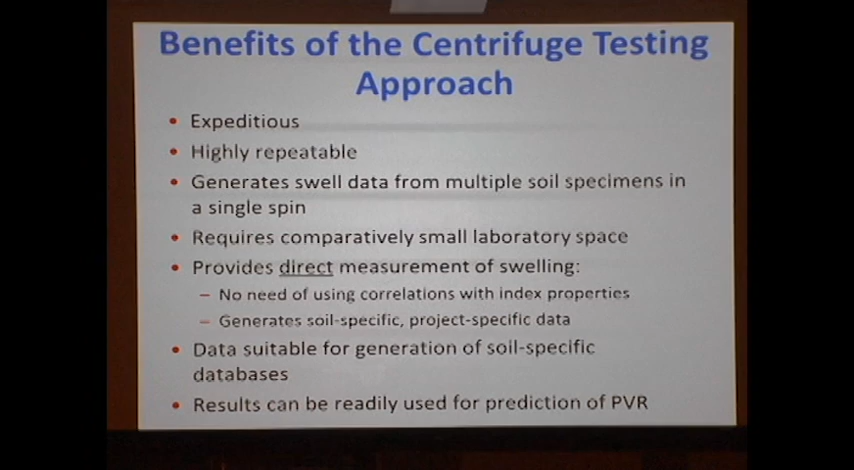 Benefits of the Centrifuge Testing
Approach
• Expeditious
• Highly repeatable
• Generates swell data from multiple soil specimens in
a single spin
• Requires comparatively small laboratory space
• Provides direct measurement of swelling:
– No need of using correlations with index properties
– Generates soil-specific, project-specific data
• Data suitable for generation of soil-specific
databases
• Results can be readily used for prediction of PVR